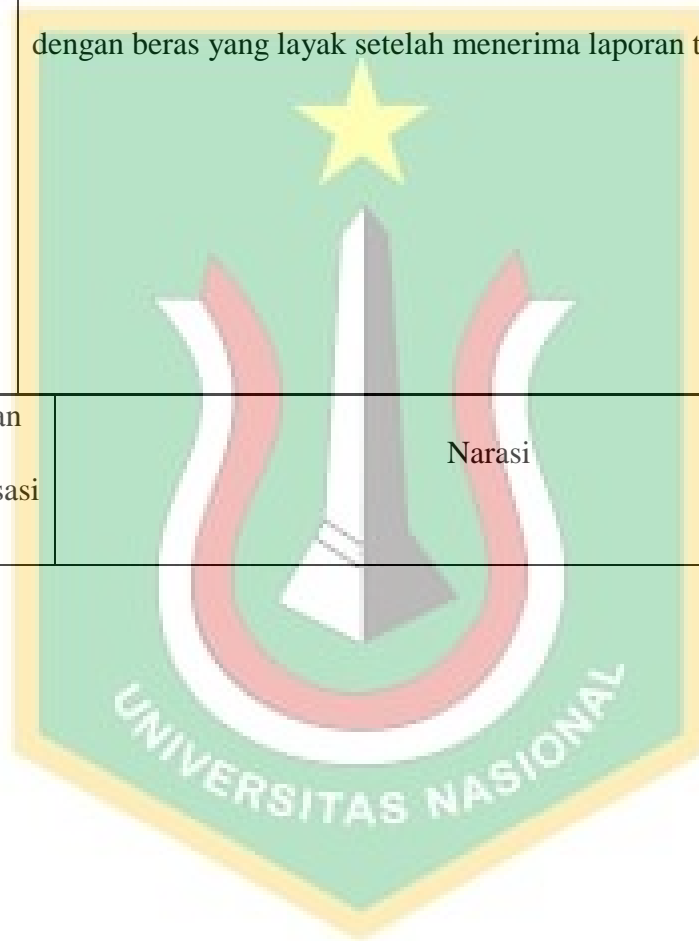 dengan beras yang layak setelah menerima laporan t
an
Narasi
sasi
UNIVERSITAS NASIONAL